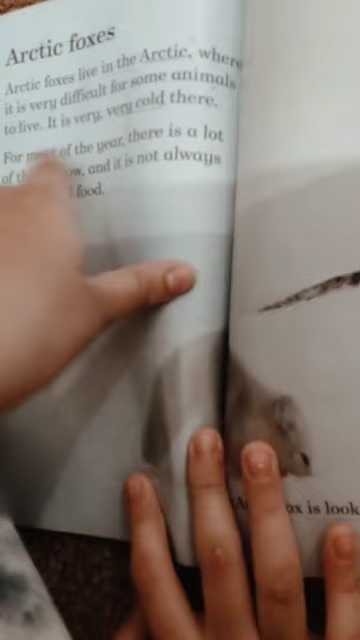 Arctic foxes
Arctic foxes live in the Arctic, where
it is very difficult for some animals
to live. It is very, very cold there.
For most of the year, there is a lot
of and it is not always
food.
ox is look